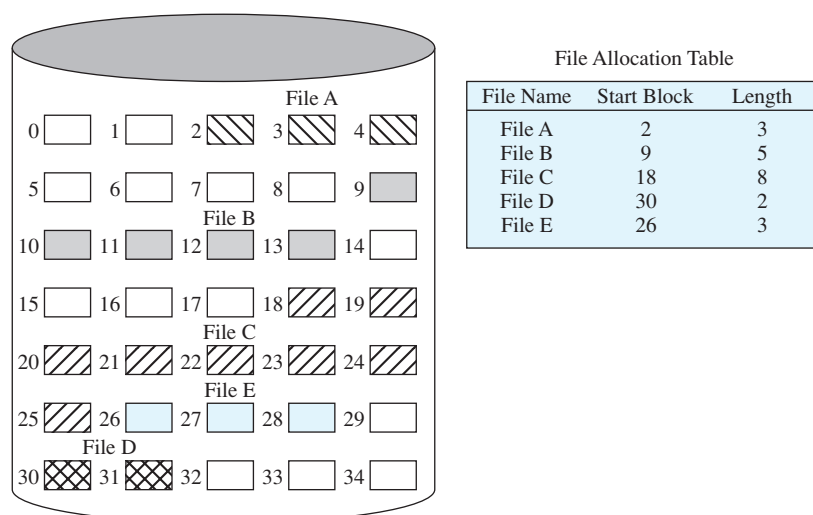 File Allocation Table
File Name Start Block Length
File A 2 3
File B 9 5
File C 18 8
File D 30 2
File E 26 3
File A
0 1 2 3 4
5 6 7 8 9
File B
10 11 12 13 14
15 16 17 18 19
File C
20 21 22 23 24
File E
25 26 27 28 29
File D
30 31 32 33 34